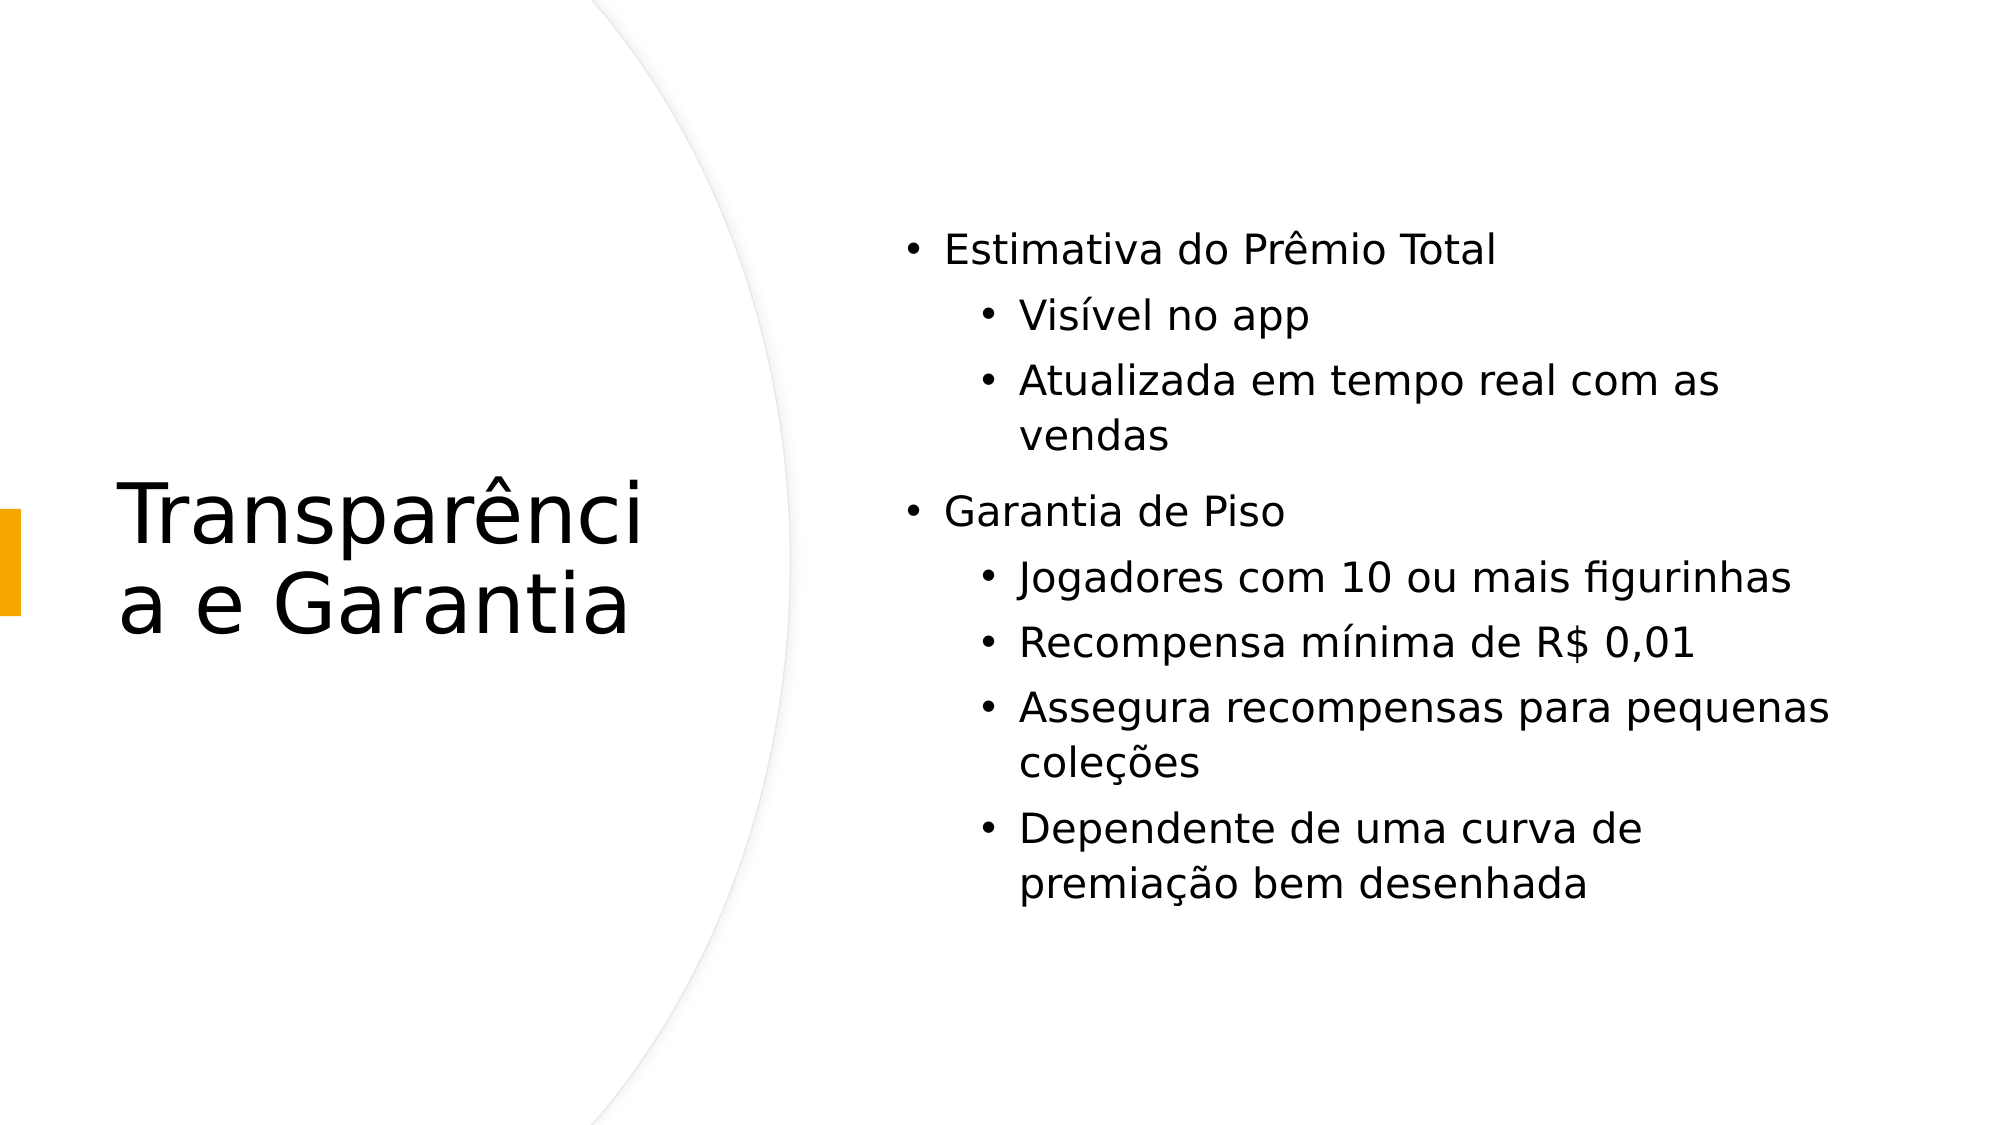 Transparênci
a e Garantia
• Estimativa do Prêmio Total
• Visível no app
• Atualizada em tempo real com as
vendas
• Garantia de Piso
• Jogadores com 10 ou mais figurinhas
• Recompensa mínima de R$ 0,01
• Assegura recompensas para pequenas
coleções
• Dependente de uma curva de
premiação bem desenhada